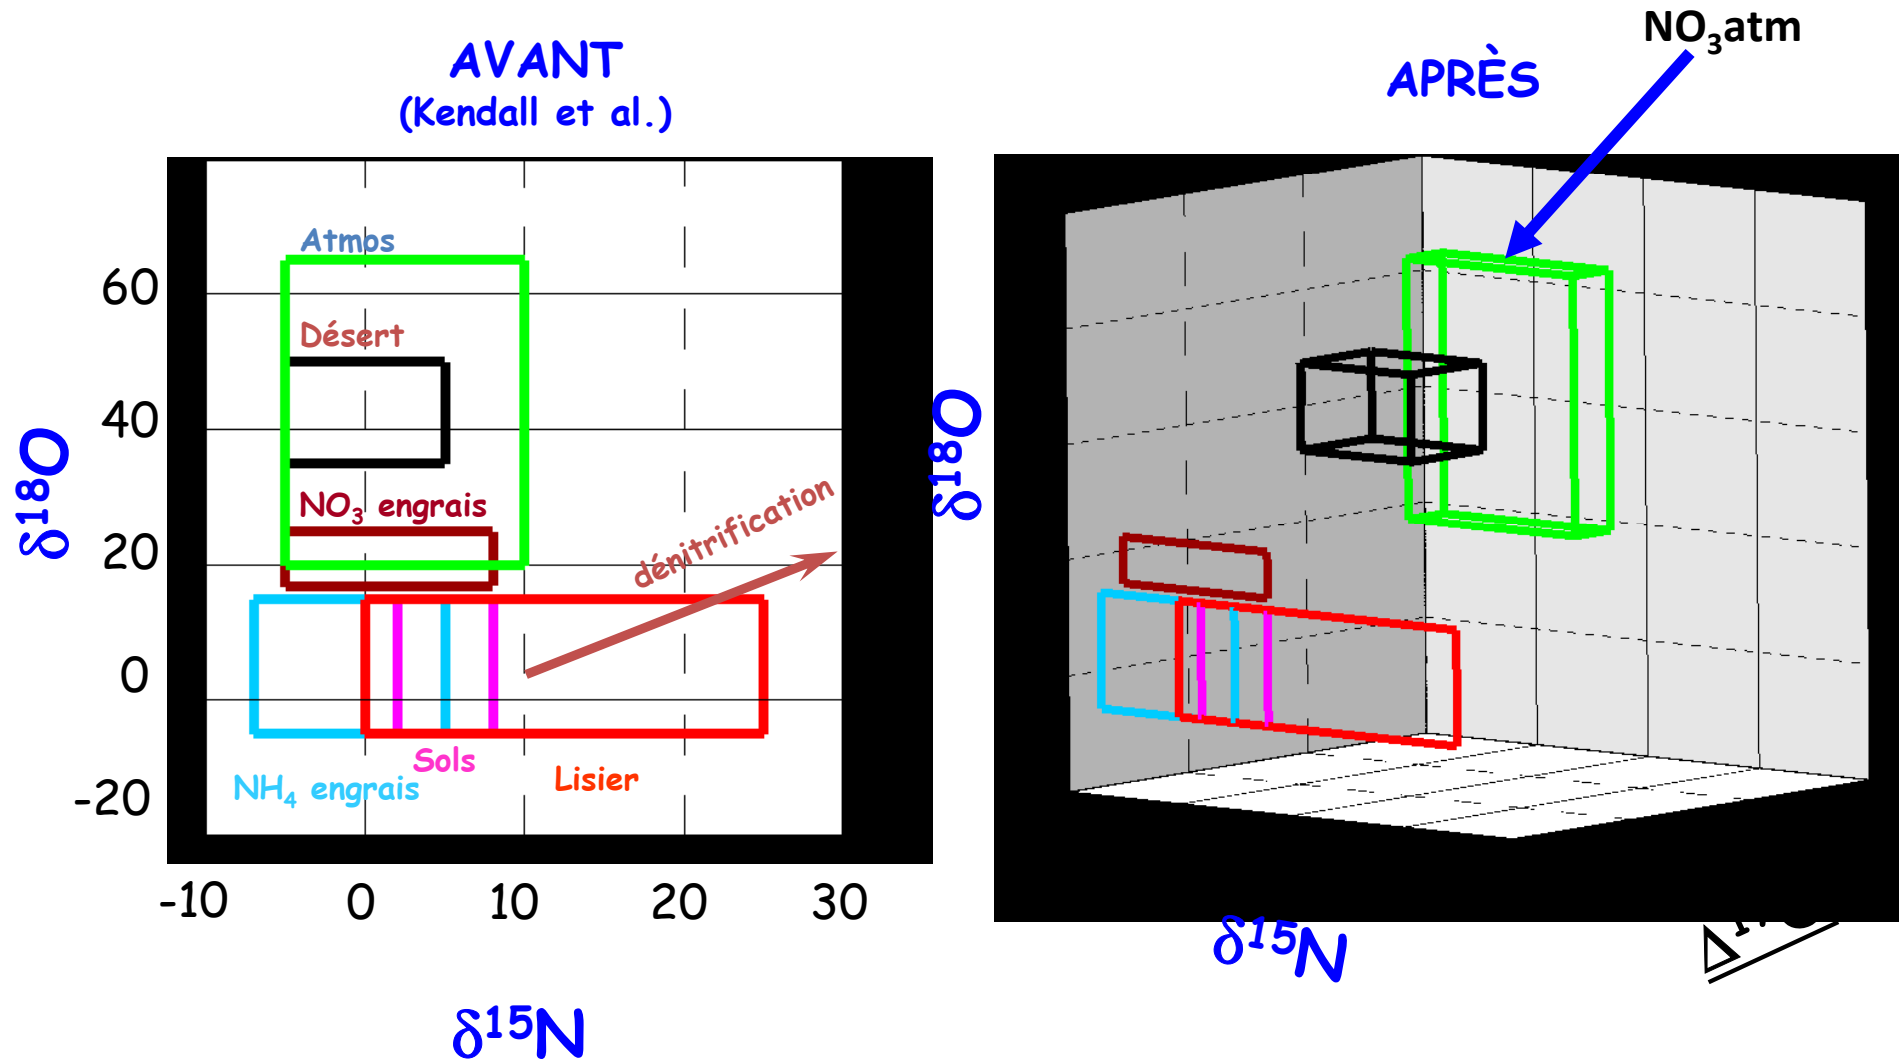 AVANT
(Kendall et al.)
Atmos
60
Désert
40
NO₃ engrais
dénitrification
20
0
Sols
NH₄ engrais
Lisier
-20
δ¹⁸O
-10 0 10 20 30
δ¹⁵N
NO₃atm
APRÈS
δ¹⁸O
δ¹⁵N